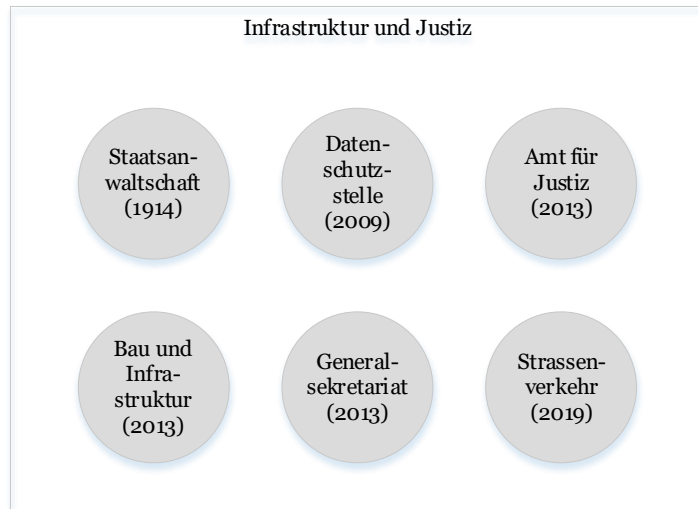 Infrastruktur und Justiz
Staatsan-
waltschaft
(1914)
Daten-
schutz-
stelle
(2009)
Amt für
Justiz
(2013)
Bau und
Infra-
struktur
(2013)
General-
sekretariat
(2013)
Strassen-
verkehr
(2019)